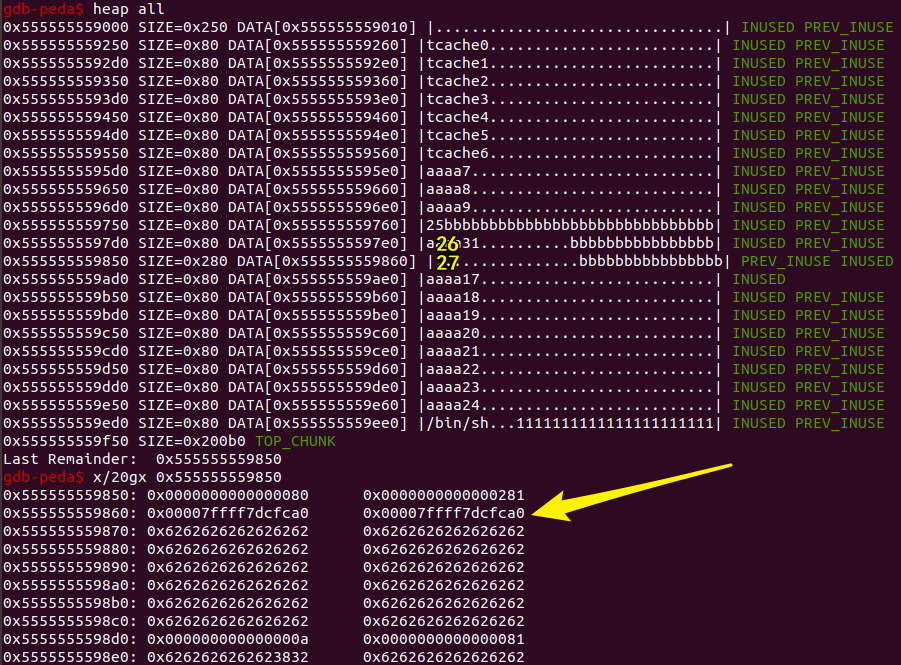 gdb-peda$ heap all
0x555555559000 SIZE=0x250 DATA[0x555555559010] |................................| INUSED PREV_INUSE
0x555555559250 SIZE=0x80 DATA[0x555555559260] |tcache0.........................| INUSED PREV_INUSE
0x5555555592d0 SIZE=0x80 DATA[0x5555555592e0] |tcache1.........................| INUSED PREV_INUSE
0x555555559350 SIZE=0x80 DATA[0x555555559360] |tcache2.........................| INUSED PREV_INUSE
0x5555555593d0 SIZE=0x80 DATA[0x5555555593e0] |tcache3.........................| INUSED PREV_INUSE
0x555555559450 SIZE=0x80 DATA[0x555555559460] |tcache4.........................| INUSED PREV_INUSE
0x5555555594d0 SIZE=0x80 DATA[0x5555555594e0] |tcache5.........................| INUSED PREV_INUSE
0x555555559550 SIZE=0x80 DATA[0x555555559560] |tcache6.........................| INUSED PREV_INUSE
0x5555555595d0 SIZE=0x80 DATA[0x5555555595e0] |aaaa7...........................| INUSED PREV_INUSE
0x555555559650 SIZE=0x80 DATA[0x555555559660] |aaaa8...........................| INUSED PREV_INUSE
0x5555555596d0 SIZE=0x80 DATA[0x5555555596e0] |aaaa9...........................| INUSED PREV_INUSE
0x555555559750 SIZE=0x80 DATA[0x555555559760] |25bbbbbbbbbbbbbbbbbbbbbbbbbbbbbb| INUSED PREV_INUSE
0x5555555597d0 SIZE=0x80 DATA[0x5555555597e0] |a26a31..........bbbbbbbbbbbbbbbb| INUSED PREV_INUSE
0x555555559850 SIZE=0x280 DATA[0x555555559860] |27..............bbbbbbbbbbbbbbbb| PREV_INUSE INUSED
0x555555559ad0 SIZE=0x80 DATA[0x555555559ae0] |aaaa17..........................| INUSED
0x555555559b50 SIZE=0x80 DATA[0x555555559b60] |aaaa18..........................| INUSED PREV_INUSE
0x555555559bd0 SIZE=0x80 DATA[0x555555559be0] |aaaa19..........................| INUSED PREV_INUSE
0x555555559c50 SIZE=0x80 DATA[0x555555559c60] |aaaa20..........................| INUSED PREV_INUSE
0x555555559cd0 SIZE=0x80 DATA[0x555555559ce0] |aaaa21..........................| INUSED PREV_INUSE
0x555555559d50 SIZE=0x80 DATA[0x555555559d60] |aaaa22..........................| INUSED PREV_INUSE
0x555555559dd0 SIZE=0x80 DATA[0x555555559de0] |aaaa23..........................| INUSED PREV_INUSE
0x555555559e50 SIZE=0x80 DATA[0x555555559e60] |aaaa24..........................| INUSED PREV_INUSE
0x555555559ed0 SIZE=0x80 DATA[0x555555559ee0] |/bin/sh...1111111111111111111111| INUSED PREV_INUSE
0x555555559f50 SIZE=0x200b0 TOP_CHUNK
Last Remainder:  0x555555559850
gdb-peda$ x/20gx 0x555555559850
0x555555559850: 0x0000000000000080 0x0000000000000281
0x555555559860: 0x00007ffff7dcfca0 0x00007ffff7dcfca0
0x555555559870: 0x6262626262626262 0x6262626262626262
0x555555559880: 0x6262626262626262 0x6262626262626262
0x555555559890: 0x6262626262626262 0x6262626262626262
0x5555555598a0: 0x6262626262626262 0x6262626262626262
0x5555555598b0: 0x6262626262626262 0x6262626262626262
0x5555555598c0: 0x6262626262626262 0x6262626262626262
0x5555555598d0: 0x000000000000000a 0x0000000000000081
0x5555555598e0: 0x6262626262623832 0x6262626262626262